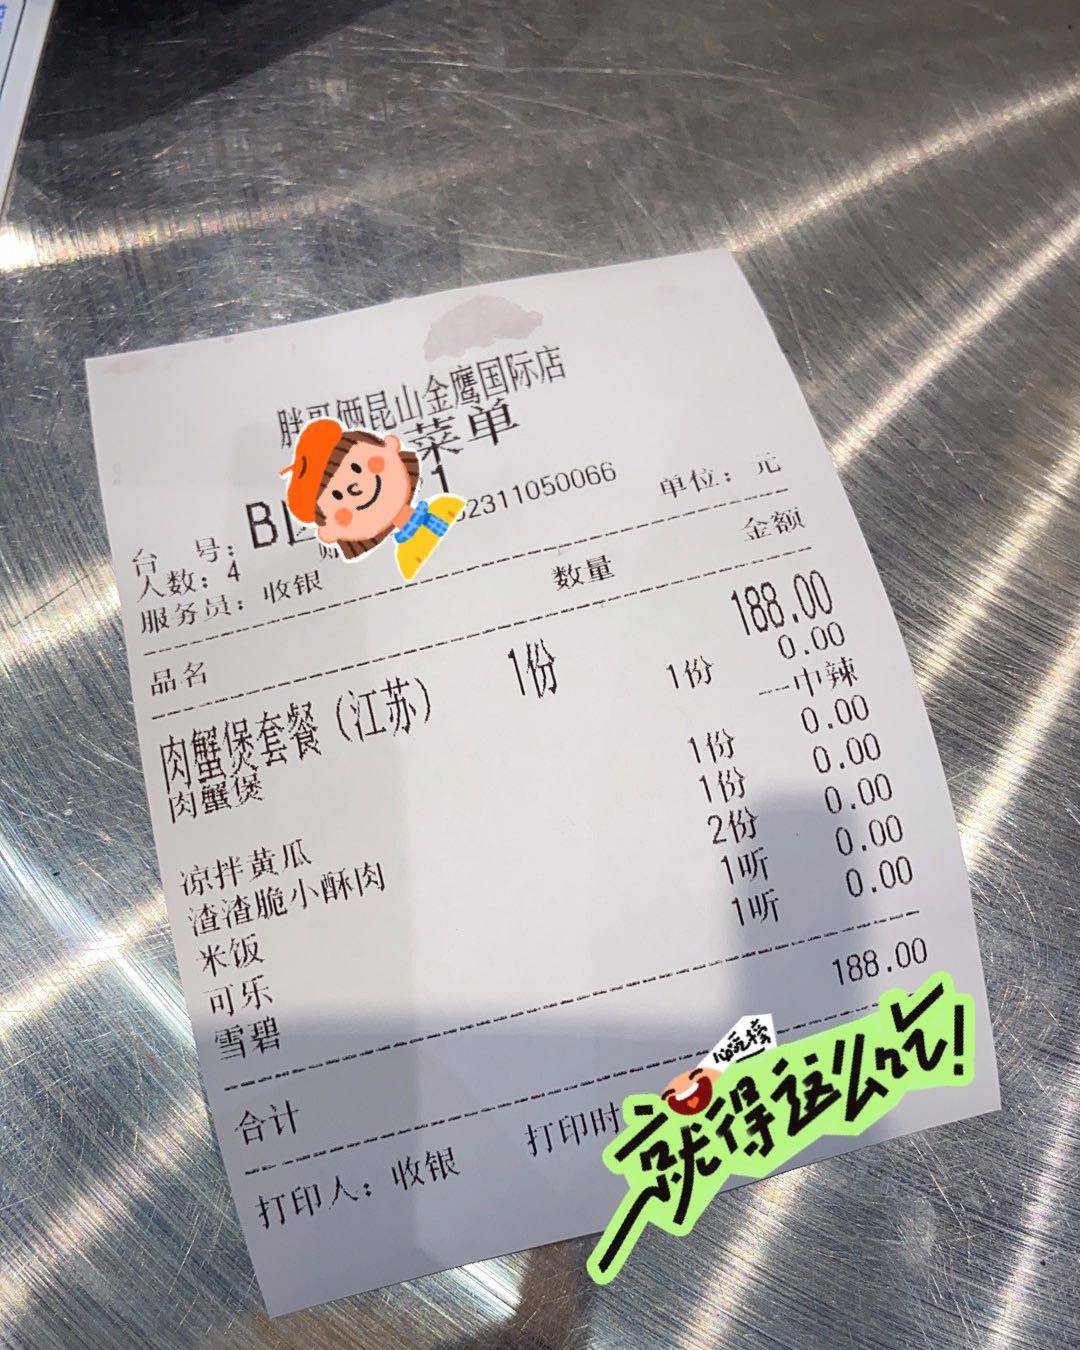 胖哥俩昆山金鹰国际店
菜单
台 号: B区 1
人数: 4 2311050066
服务员: 收银 单位: 元
品名 数量 金额
肉蟹煲套餐 (江苏) 1份 188.00
肉蟹煲 1份 0.00
---中辣
凉拌黄瓜 1份 0.00
渣渣脆小酥肉 1份 0.00
米饭 2份 0.00
可乐 1听 0.00
雪碧 1听 0.00
合计 188.00
打印人: 收银 打印时
就得这么吃!